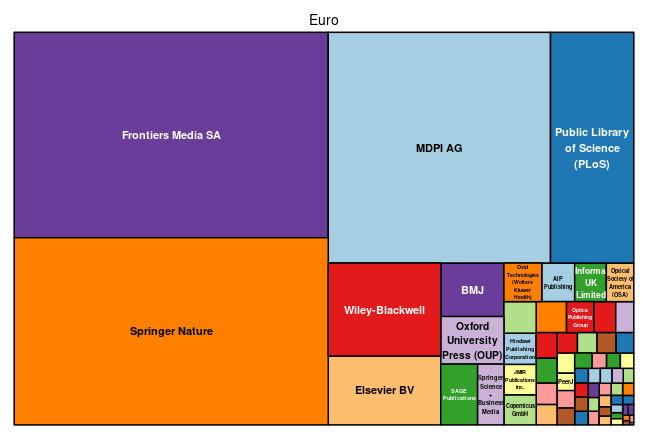 Euro
Frontiers Media SA
MDPI AG
Public Library
of Science
(PLoS)
Springer Nature
Wiley-Blackwell
Elsevier BV
BMJ
Oxford
University
Press (OUP)
SAGE
Publications
Springer
Science
+
Business
Media
Ovid
Technologies
(Wolters
Kluwer
Health)
AIP
Publishing
Informa
UK
Limited
Optical
Society of
America
(OSA)
Optica
Publishing
Group
Hindawi
Publishing
Corporation
JMIR
Publications
Inc.
PeerJ
Copernicus
GmbH